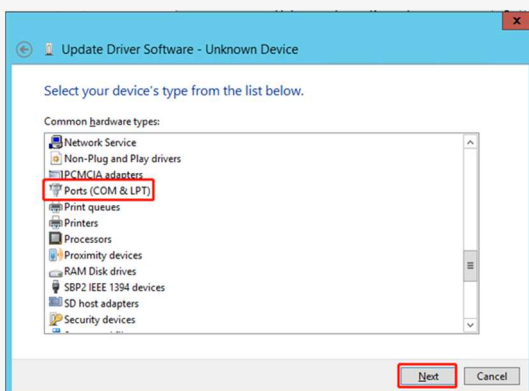 x
Update Driver Software - Unknown Device
Select your device's type from the list below.
Common hardware types:
Network Service
Non-Plug and Play drivers
PCMCIA adapters
Ports (COM & LPT)
Print queues
Printers
Processors
Proximity devices
RAM Disk drives
SBP2 IEEE 1394 devices
SD host adapters
Security devices
Next
Cancel